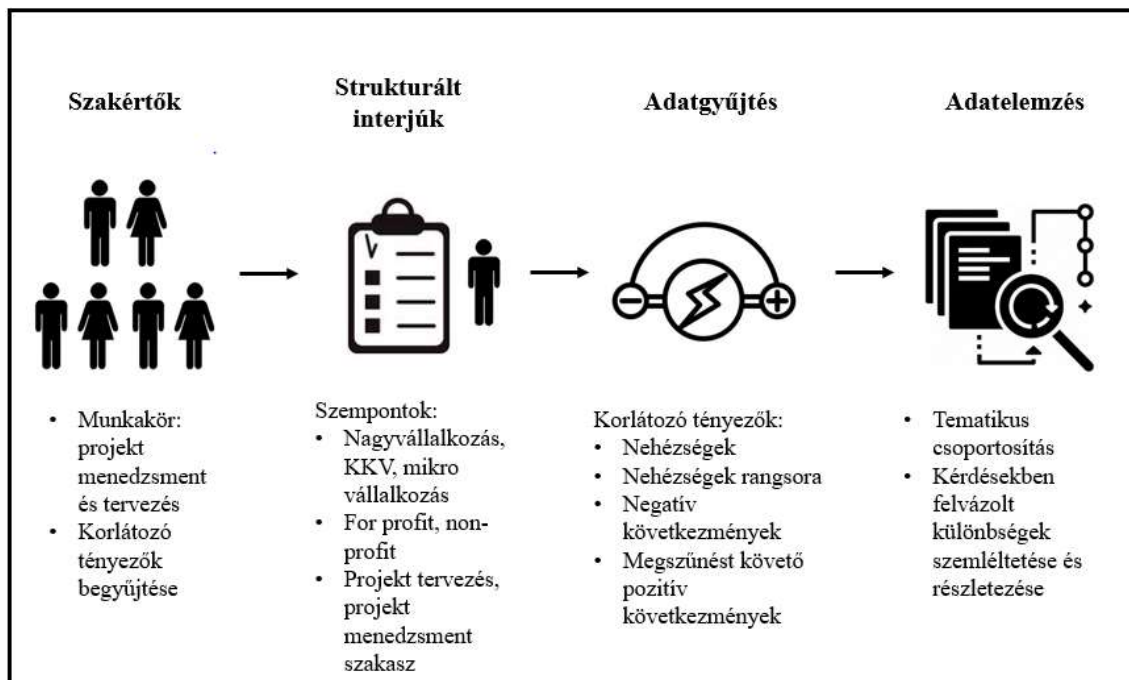 Szakértők
Strukturált
interjúk
Adatgyűjtés
Adatelemzés
• Munkakör:
projekt
menedzsment
és tervezés
• Korlátozó
tényezők
begyűjtése
Szempontok:
• Nagyvállalkozás,
KKV, mikro
vállalkozás
• For profit, non-
profit
• Projekt tervezés,
projekt
menedzsment
szakasz
Korlátozó tényezők:
• Nehézségek
• Nehézségek rangsora
• Negatív
következmények
• Megszűnést követő
pozitív
következmények
• Tematikus
csoportosítás
• Kérdésekben
felvázolt
különbségek
szemléltetése és
részletezése